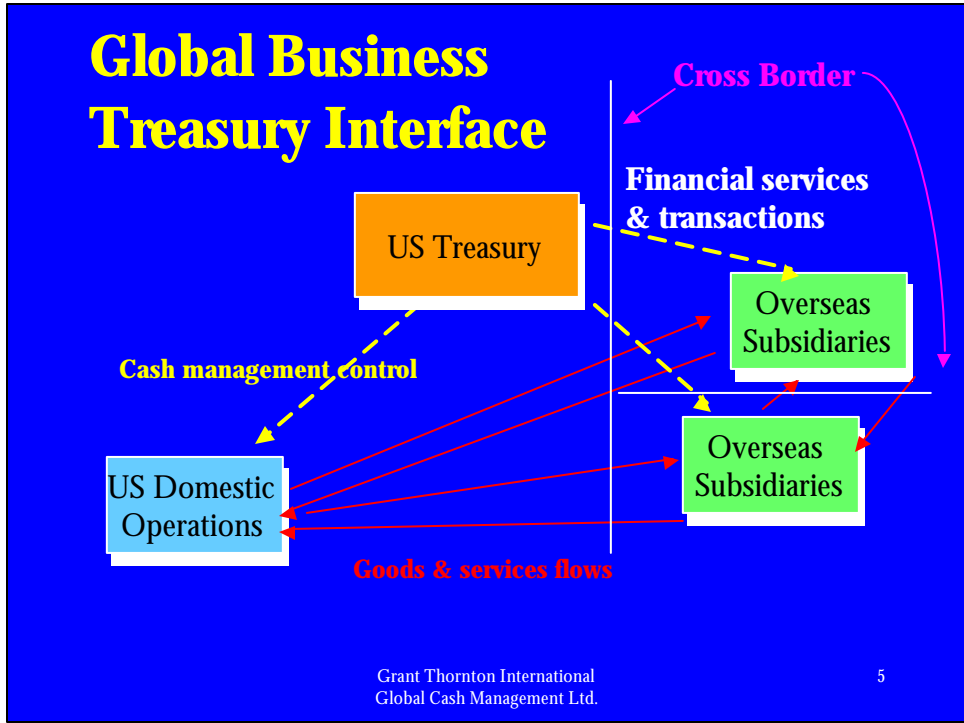 Global Business
Treasury Interface
Cross Border
Financial services
& transactions
US Treasury
Overseas
Subsidiaries
Cash management control
Overseas
Subsidiaries
US Domestic
Operations
Goods & services flows
Grant Thornton International
Global Cash Management Ltd.
5